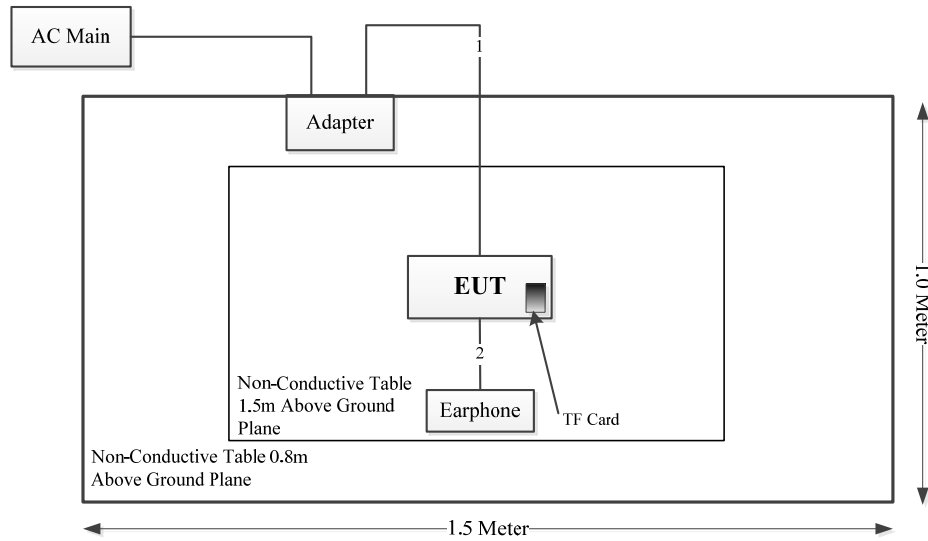 AC Main
1
Adapter
EUT
2
Non-Conductive Table
1.5m Above Ground
Plane
Earphone
TF Card
Non-Conductive Table 0.8m
Above Ground Plane
1.0 Meter
1.5 Meter